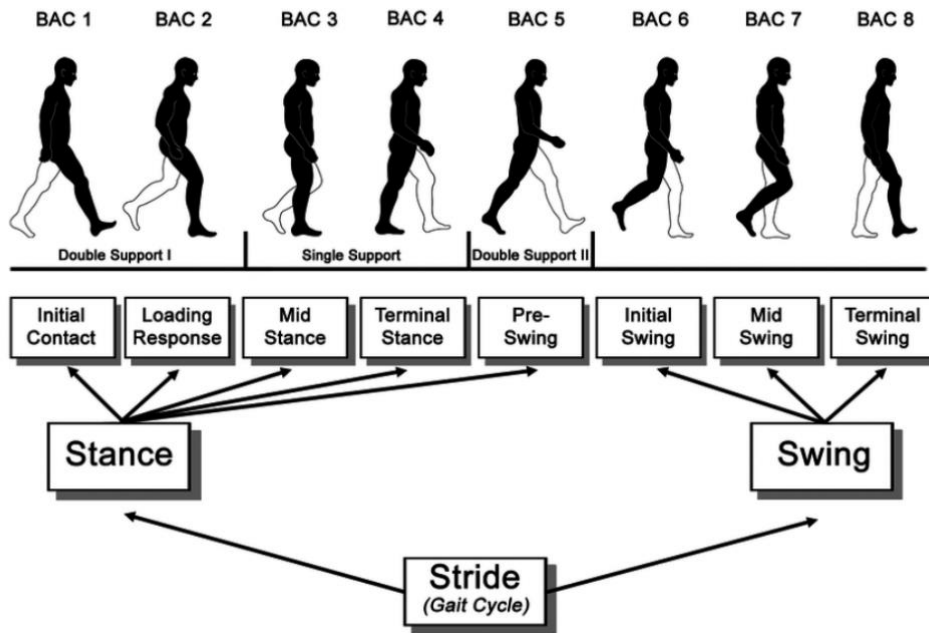 BAC 1 BAC 2 BAC 3 BAC 4 BAC 5 BAC 6 BAC 7 BAC 8
Double Support I Single Support Double Support II
Initial
Contact
Loading
Response
Mid
Stance
Terminal
Stance
Pre-
Swing
Initial
Swing
Mid
Swing
Terminal
Swing
Stance
Swing
Stride
(Gait Cycle)